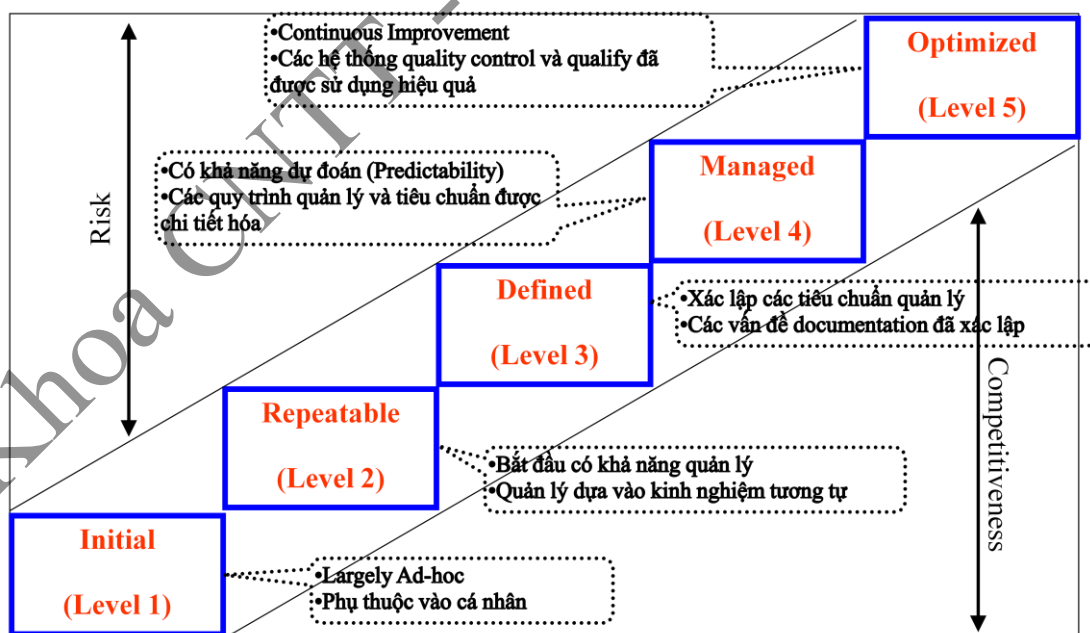 •Continuous Improvement
•Các hệ thống quality control và qualify đã
được sử dụng hiệu quả
Optimized
(Level 5)
•Có khả năng dự đoán (Predictability)
•Các quy trình quản lý và tiêu chuẩn được
chi tiết hóa
Managed
(Level 4)
Risk
Defined
(Level 3)
•Xác lập các tiêu chuẩn quản lý
•Các vấn đề documentation đã xác lập
Repeatable
(Level 2)
•Bắt đầu có khả năng quản lý
•Quản lý dựa vào kinh nghiệm tương tự
Competitiveness
Initial
(Level 1)
•Largely Ad-hoc
•Phụ thuộc vào cá nhân
Khoa CNTT -